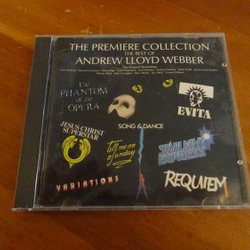 THE PREMIERE COLLECTION
THE BEST OF
ANDREW LLOYD WEBBER
THE PHANTOM OF THE OPERA
EVITA
JESUS CHRIST
SUPERSTAR
SONG & DANCE
Tell me on
a Sunday
STARLIGHT
EXPRESS
VARIATIONS
REQUIEM